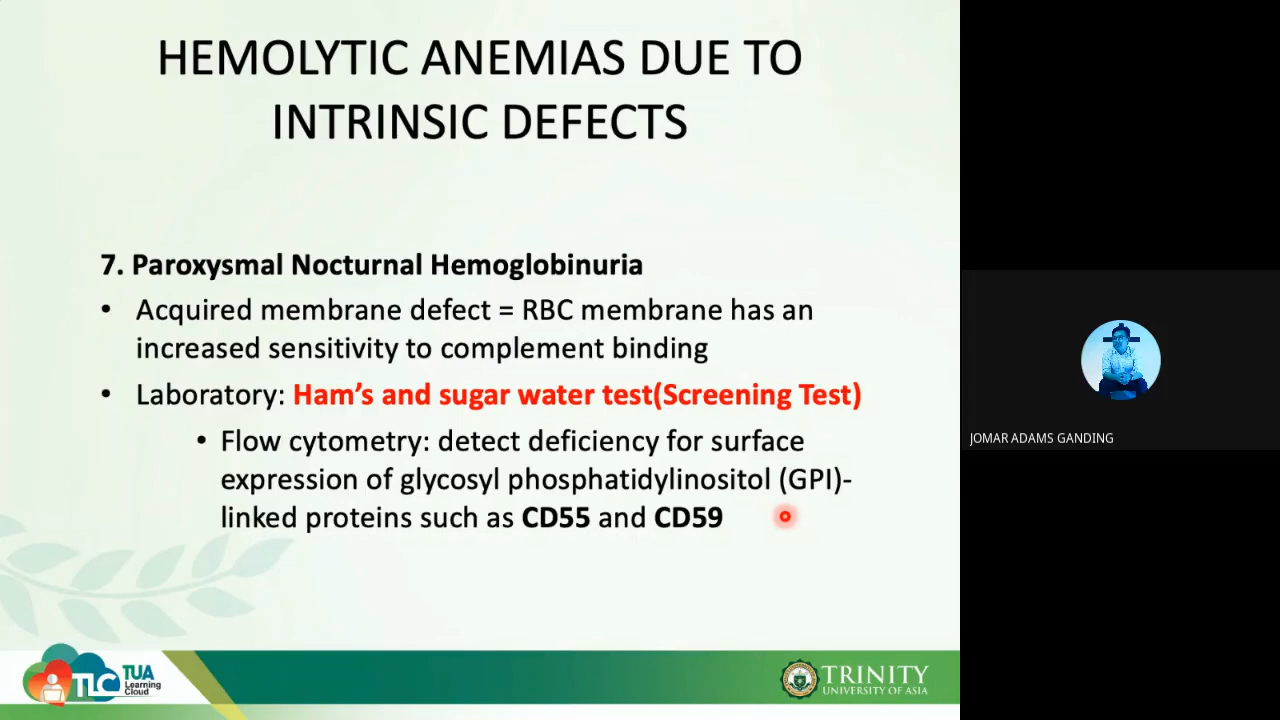 HEMOLYTIC ANEMIAS DUE TO
INTRINSIC DEFECTS
7. Paroxysmal Nocturnal Hemoglobinuria
• Acquired membrane defect = RBC membrane has an
increased sensitivity to complement binding
• Laboratory: Ham's and sugar water test(Screening Test)
• Flow cytometry: detect deficiency for surface
expression of glycosyl phosphatidylinositol (GPI)-
linked proteins such as CD55 and CD59
JOMAR ADAMS GANDING
TLC
TUA
Learning
Cloud
TRINITY
UNIVERSITY OF ASIA